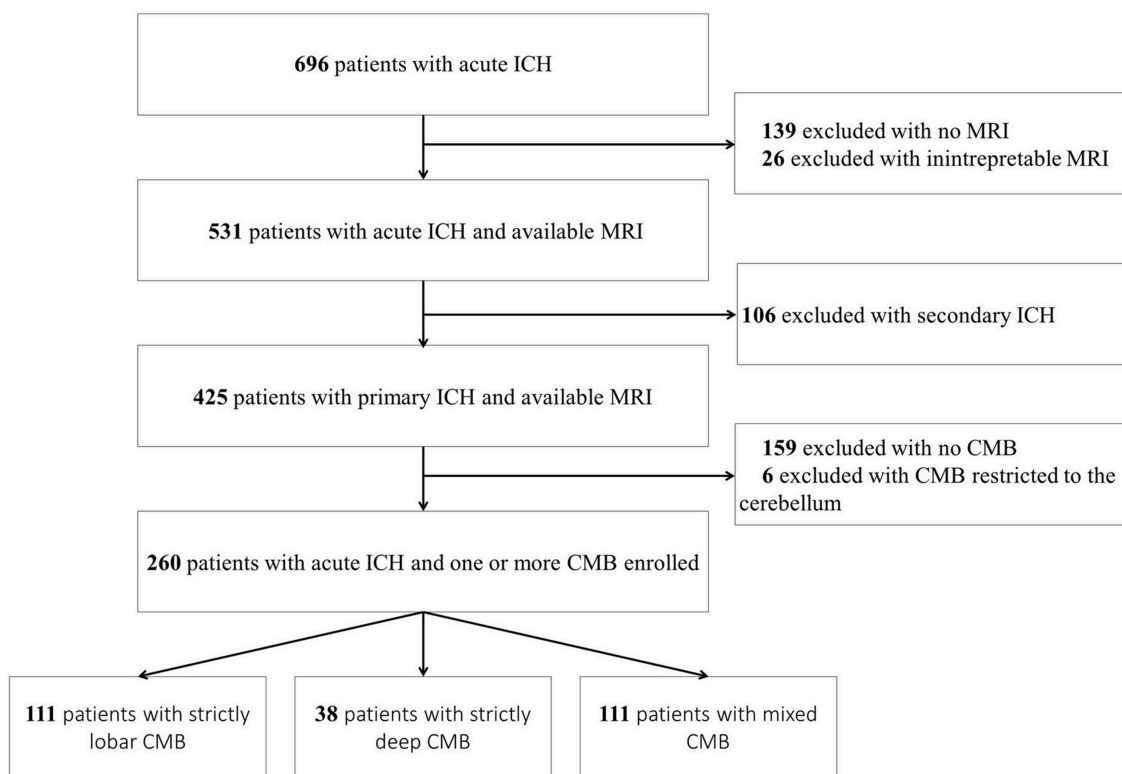 696 patients with acute ICH
139 excluded with no MRI
26 excluded with inintrepretable MRI
531 patients with acute ICH and available MRI
106 excluded with secondary ICH
425 patients with primary ICH and available MRI
159 excluded with no CMB
6 excluded with CMB restricted to the
cerebellum
260 patients with acute ICH and one or more CMB enrolled
111 patients with strictly
lobar CMB
38 patients with strictly
deep CMB
111 patients with mixed
CMB